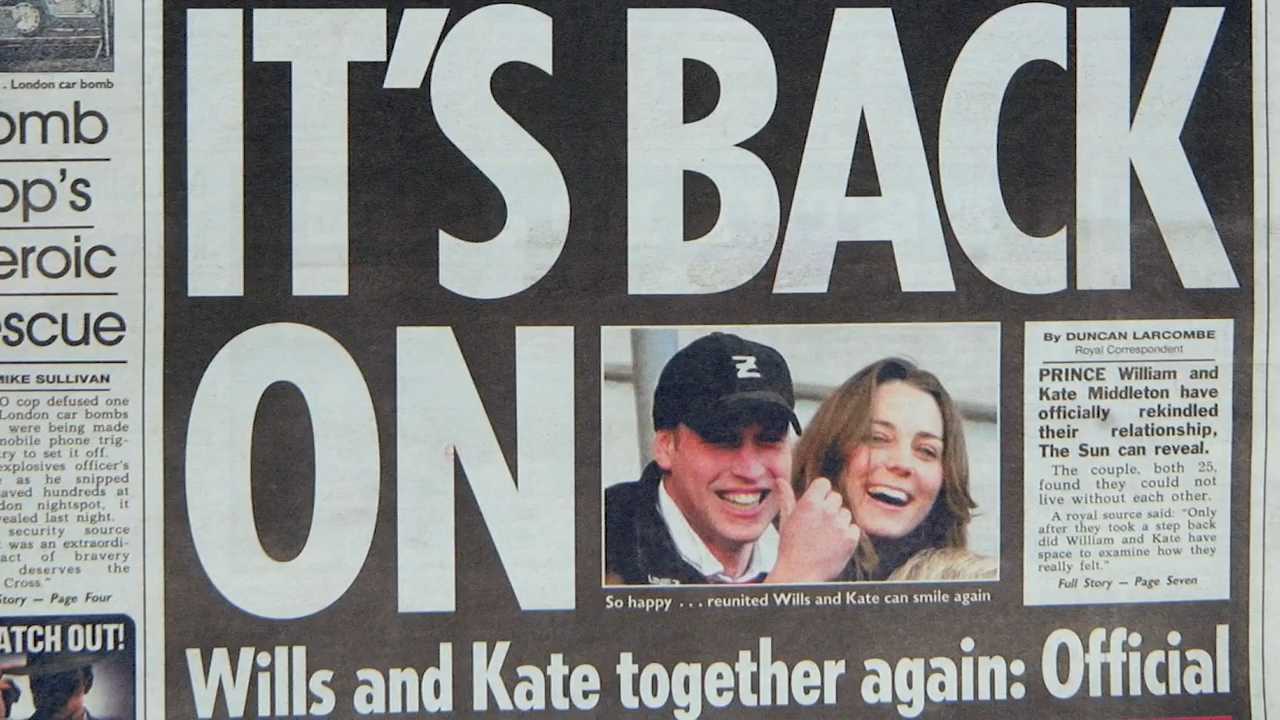 . London car bomb
omb
op's
eroic
escue
MIKE SULLIVAN
O cop defused one
London car bombs
were being made
mobile phone trig-
ry to set it off.
explosives officer's
as he snipped
aved hundreds at
don nightspot, it
vealed last night.
security source
was an extraordi-
act of bravery
deserves the
Cross."
Story — Page Four
ATCH OUT!
IT'S BACK
ON
Z
So happy . . . reunited Wills and Kate can smile again
By DUNCAN LARCOMBE
Royal Correspondent
PRINCE William and
Kate Middleton have
officially rekindled
their relationship,
The Sun can reveal.
The couple, both 25,
found they could not
live without each other.
A royal source said: "Only
after they took a step back
did William and Kate have
space to examine how they
really felt."
Full Story — Page Seven
Wills and Kate together again: Official